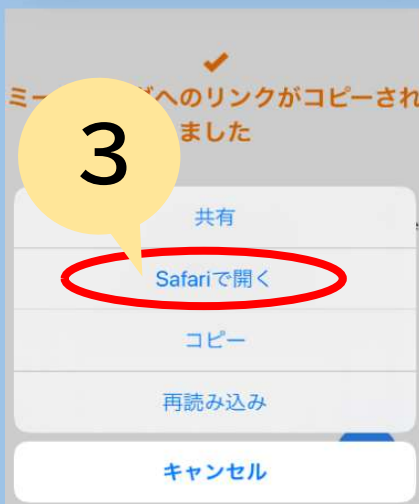 ミー グへのリンクがコピーされ
ました
3
共有
Safariで開く
コピー
再読み込み
キャンセル